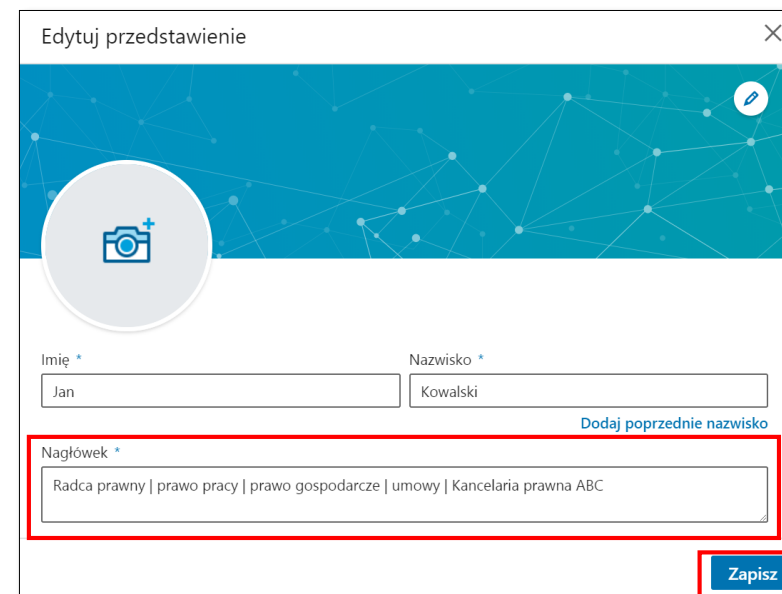 Edytuj przedstawienie
Imię *
Nazwisko *
Jan
Kowalski
Dodaj poprzednie nazwisko
Nagłówek *
Radca prawny | prawo pracy | prawo gospodarcze | umowy | Kancelaria prawna ABC
Zapisz